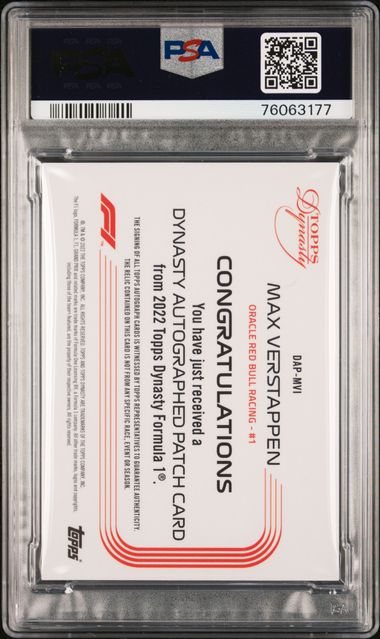 PSA
PSA
76063177
TOPPS
Dynasty
DAP-MVI
MAX VERSTAPPEN
ORACLE RED BULL RACING - #1
CONGRATULATIONS
You have just received a
DYNASTY AUTOGRAPHED PATCH CARD
from 2022 Topps Dynasty Formula 1®.
THE SIGNING OF ALL TOPPS AUTOGRAPH CARDS IS WITNESSED BY TOPPS REPRESENTATIVES TO GUARANTEE AUTHENTICITY.
THE RELIC CONTAINED ON THIS CARD IS NOT FROM ANY SPECIFIC RACE, EVENT OR SEASON.
F1
topps